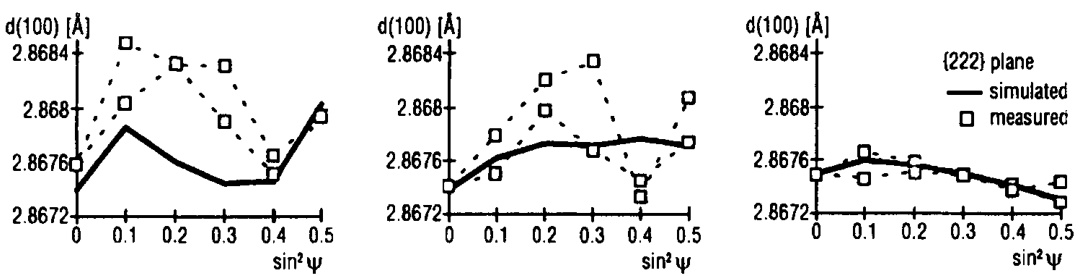 d(100) [Å]
2.8684
2.868
2.8676
2.8672
0 0.1 0.2 0.3 0.4 0.5
sin² ψ
d(100) [Å]
2.8684
2.868
2.8676
2.8672
0 0.1 0.2 0.3 0.4 0.5
sin² ψ
d(100) [Å]
2.8684
2.868
2.8676
2.8672
0 0.1 0.2 0.3 0.4 0.5
sin² ψ
{222} plane
simulated
measured